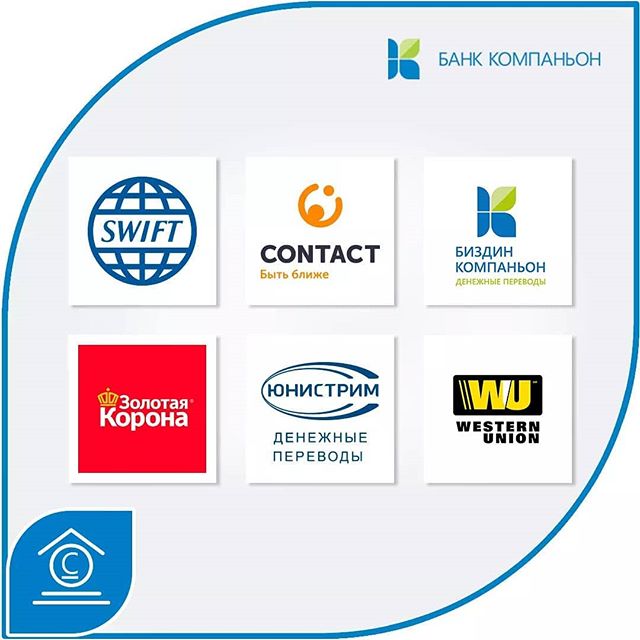 БАНК КОМПАНЬОН
SWIFT
CONTACT
Быть ближе
БИЗДИН
КОМПАНЬОН
ДЕНЕЖНЫЕ ПЕРЕВОДЫ
Золотая®
Корона
ЮНИСТРИМ
ДЕНЕЖНЫЕ
ПЕРЕВОДЫ
WU
WESTERN
UNION
С